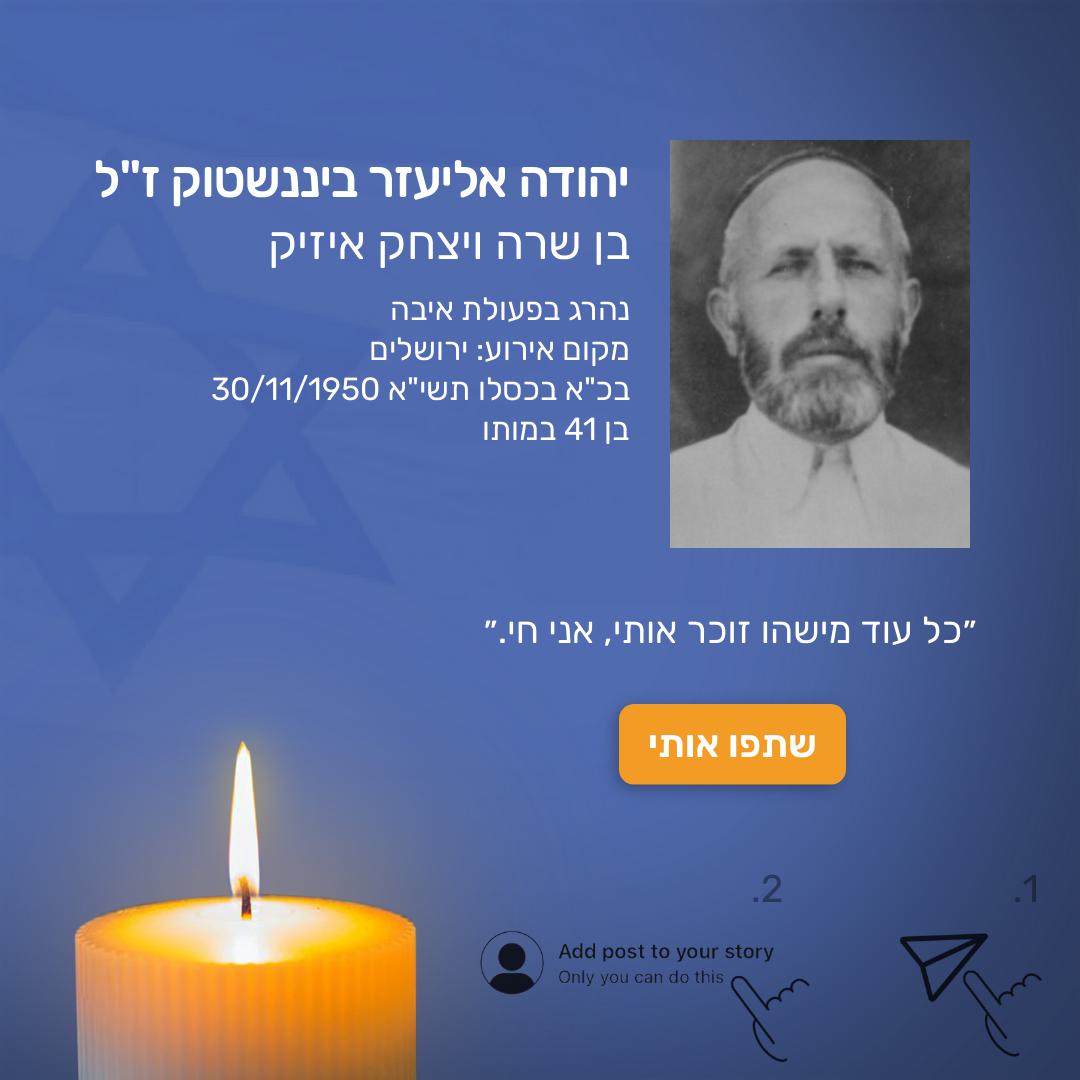 יהודה אליעזר ביננשטוק ז"ל
בן שרה ויצחק איזיק
נהרג בפעולת איבה
מקום אירוע: ירושלים
בכ"א בכסלו תשי"א 30/11/1950
בן 41 במותו
״כל עוד מישהו זוכר אותי, אני חי.״
שתפו אותי
1.
2.
Add post to your story
Only you can do this